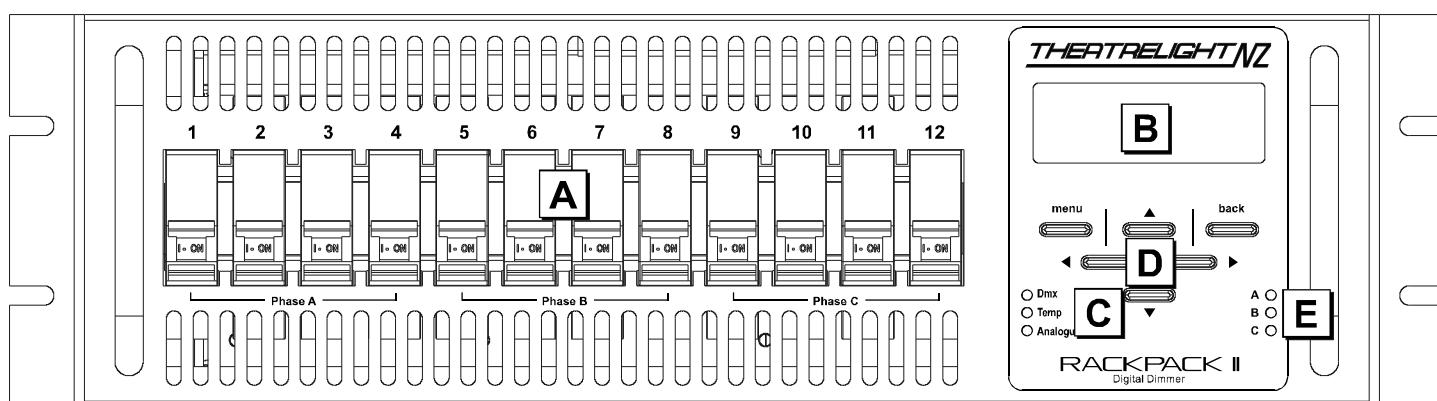 THEATRELIGHT NZ
B
1 2 3 4 5 6 7 8 9 10 11 12
A
menu back
I - ON I - ON I - ON I - ON I - ON I - ON I - ON I - ON I - ON I - ON I - ON I - ON
D
Phase A Phase B Phase C
Dmx
Temp
Analogu
C
A
B
C
E
RACKPACK II
Digital Dimmer